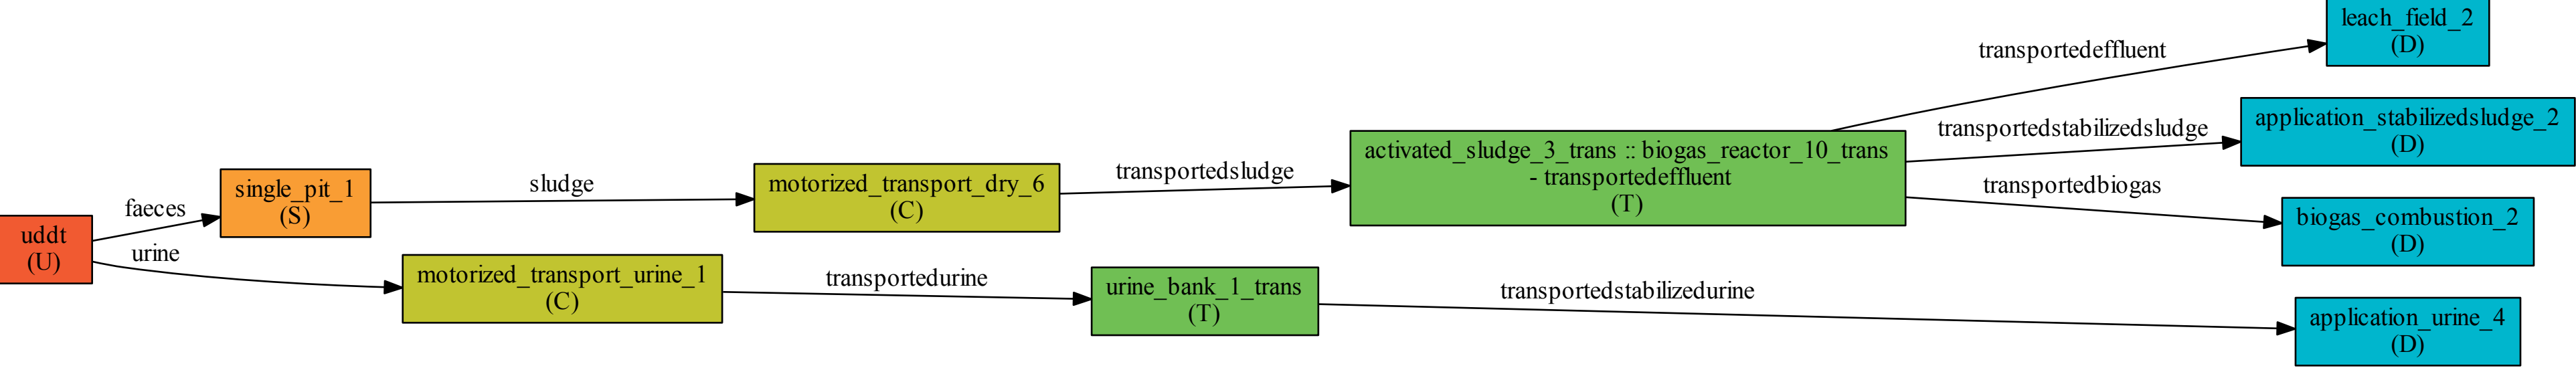 uddt
(U)
faeces
urine
single_pit_1
(S)
sludge
motorized_transport_urine_1
(C)
motorized_transport_dry_6
(C)
transportedurine
transportedsludge
urine_bank_1_trans
(T)
activated_sludge_3_trans :: biogas_reactor_10_trans
- transportedeffluent
(T)
transportedeffluent
transportedstabilizedsludge
transportedbiogas
transportedstabilizedurine
leach_field_2
(D)
application_stabilizedsludge_2
(D)
biogas_combustion_2
(D)
application_urine_4
(D)